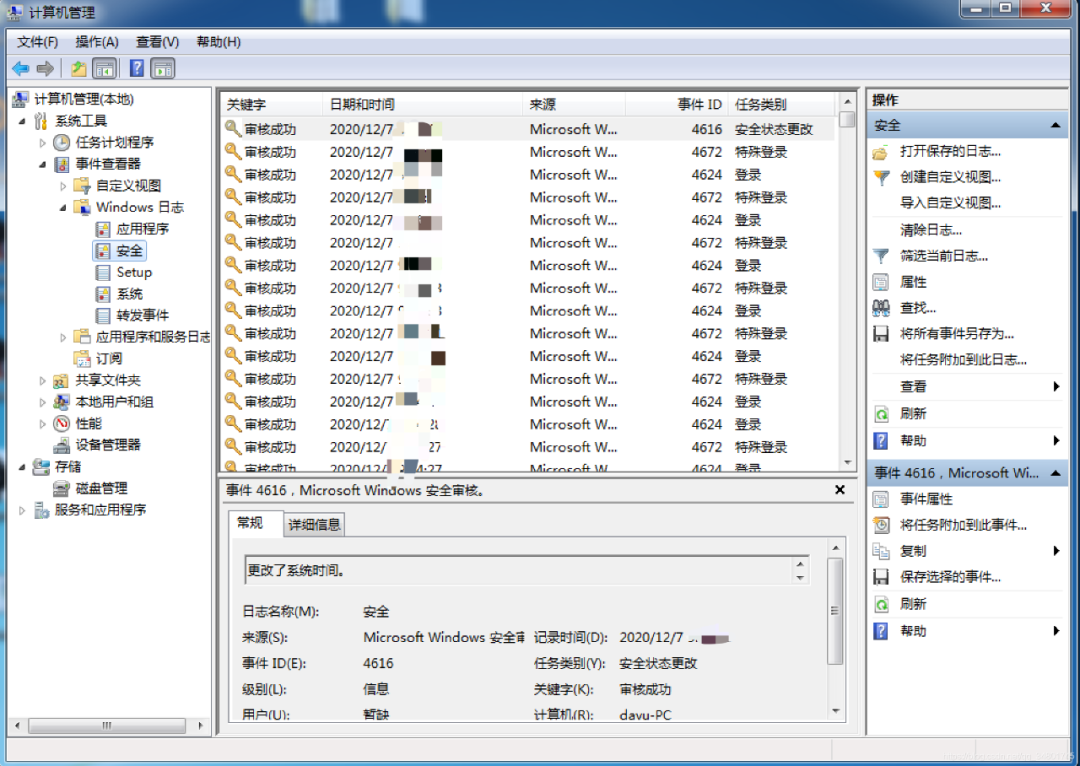 计算机管理
文件(F) 操作(A) 查看(V) 帮助(H)
计算机管理(本地)
系统工具
任务计划程序
事件查看器
自定义视图
Windows 日志
应用程序
安全
Setup
系统
转发事件
应用程序和服务日志
订阅
共享文件夹
本地用户和组
性能
设备管理器
存储
磁盘管理
服务和应用程序
关键字 日期和时间 来源 事件 ID 任务类别
审核成功 2020/12/7 Microsoft W... 4616 安全状态更改
审核成功 2020/12/7 Microsoft W... 4672 特殊登录
审核成功 2020/12/7 Microsoft W... 4624 登录
审核成功 2020/12/7 Microsoft W... 4672 特殊登录
审核成功 2020/12/7 Microsoft W... 4624 登录
审核成功 2020/12/7 Microsoft W... 4672 特殊登录
审核成功 2020/12/7 Microsoft W... 4624 登录
审核成功 2020/12/7 Microsoft W... 4672 特殊登录
审核成功 2020/12/7 Microsoft W... 4624 登录
审核成功 2020/12/7 Microsoft W... 4672 特殊登录
审核成功 2020/12/7 Microsoft W... 4624 登录
审核成功 2020/12/7 Microsoft W... 4672 特殊登录
审核成功 2020/12/7 Microsoft W... 4624 登录
审核成功 2020/12/7 Microsoft W... 4624 登录
审核成功 2020/12/7 Microsoft W... 4672 特殊登录
审核成功 2020/12/7 Microsoft W... 4624 登录
事件 4616，Microsoft Windows 安全审核。
常规 详细信息
更改了系统时间。
日志名称(M): 安全
来源(S): Microsoft Windows 安全审 记录时间(D): 2020/12/7
事件 ID(E): 4616 任务类别(Y): 安全状态更改
级别(L): 信息 关键字(K): 审核成功
用户(U): 暂缺 计算机(R): davu-PC
操作
安全
打开保存的日志...
创建自定义视图...
导入自定义视图...
清除日志...
筛选当前日志...
属性
查找...
将所有事件另存为...
将任务附加到此日志...
查看
刷新
帮助
事件 4616，Microsoft Wi...
事件属性
将任务附加到此事件...
复制
保存选择的事件...
刷新
帮助